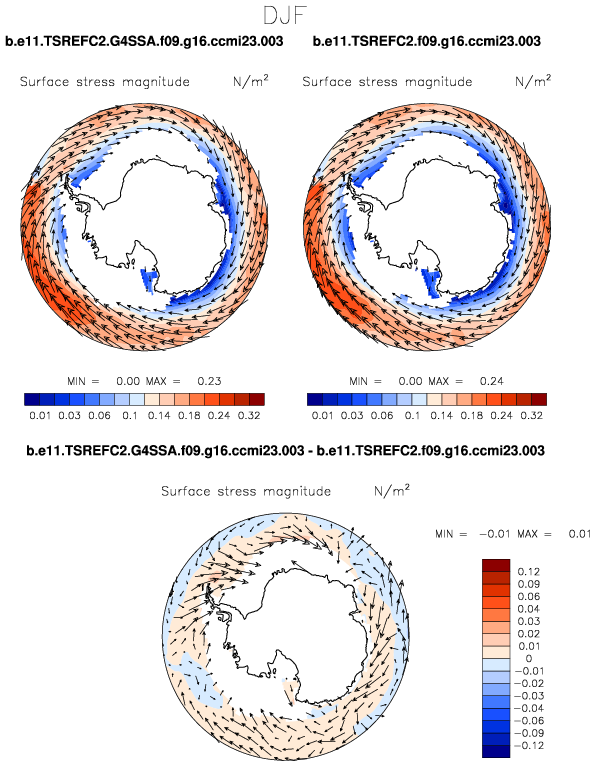 DJF
b.e11.TSREFC2.G4SSA.f09.g16.ccmi23.003
b.e11.TSREFC2.f09.g16.ccmi23.003
Surface stress magnitude N/m²
Surface stress magnitude N/m²
MIN = 0.00 MAX = 0.23
MIN = 0.00 MAX = 0.24
0.01 0.03 0.06 0.1 0.14 0.18 0.24 0.32
0.01 0.03 0.06 0.1 0.14 0.18 0.24 0.32
b.e11.TSREFC2.G4SSA.f09.g16.ccmi23.003 - b.e11.TSREFC2.f09.g16.ccmi23.003
Surface stress magnitude N/m²
MIN = -0.01 MAX = 0.01
0.12
0.09
0.06
0.04
0.03
0.02
0.01
0
-0.01
-0.02
-0.03
-0.04
-0.06
-0.09
-0.12